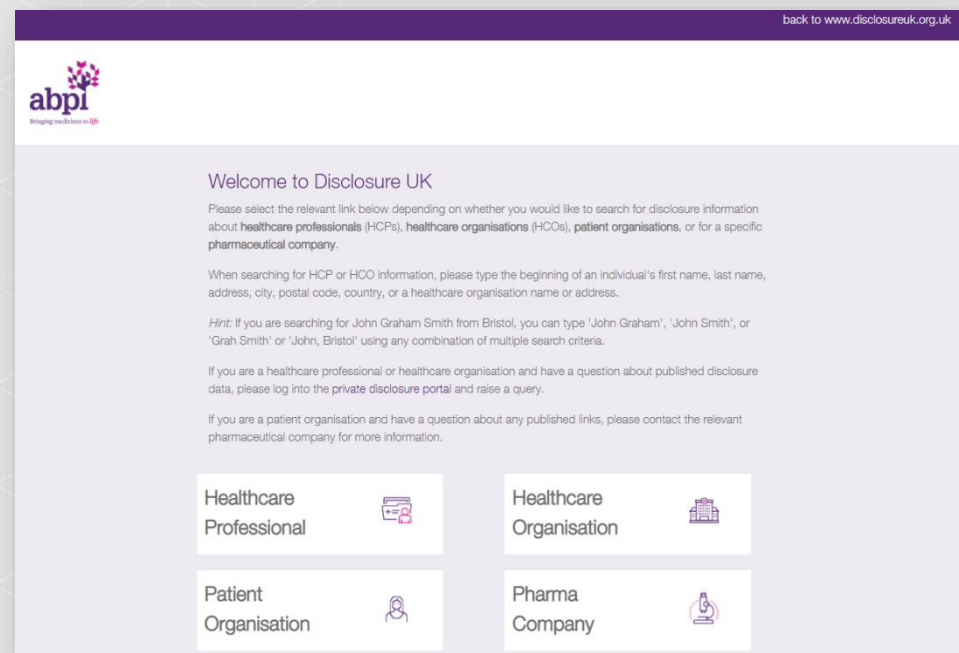 back to www.disclosureuk.org.uk
abpi
Bringing medicines to life
Welcome to Disclosure UK
Please select the relevant link below depending on whether you would like to search for disclosure information
about healthcare professionals (HCPs), healthcare organisations (HCOs), patient organisations, or for a specific
pharmaceutical company.
When searching for HCP or HCO information, please type the beginning of an individual's first name, last name,
address, city, postal code, country, or a healthcare organisation name or address.
Hint: If you are searching for John Graham Smith from Bristol, you can type 'John Graham', 'John Smith', or
'Grah Smith' or 'John, Bristol' using any combination of multiple search criteria.
If you are a healthcare professional or healthcare organisation and have a question about published disclosure
data, please log into the private disclosure portal and raise a query.
If you are a patient organisation and have a question about any published links, please contact the relevant
pharmaceutical company for more information.
Healthcare
Professional
Healthcare
Organisation
Patient
Organisation
Pharma
Company